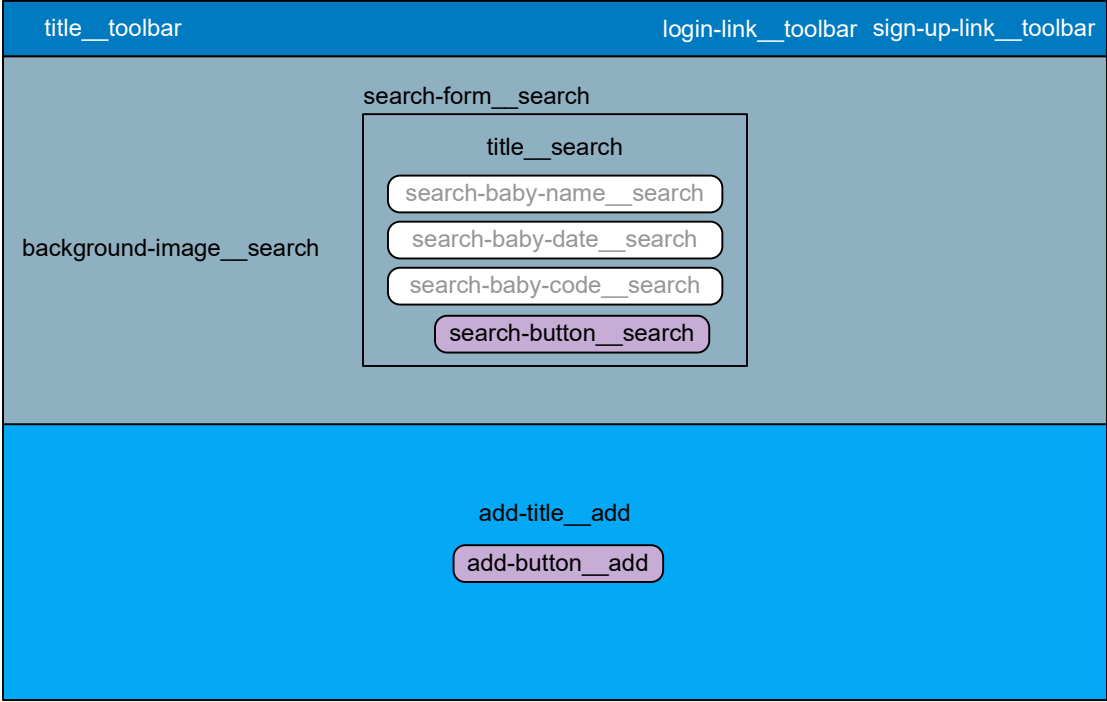 title__toolbar
login-link__toolbar
sign-up-link__toolbar
search-form__search
title__search
search-baby-name__search
background-image__search
search-baby-date__search
search-baby-code__search
search-button__search
add-title__add
add-button__add